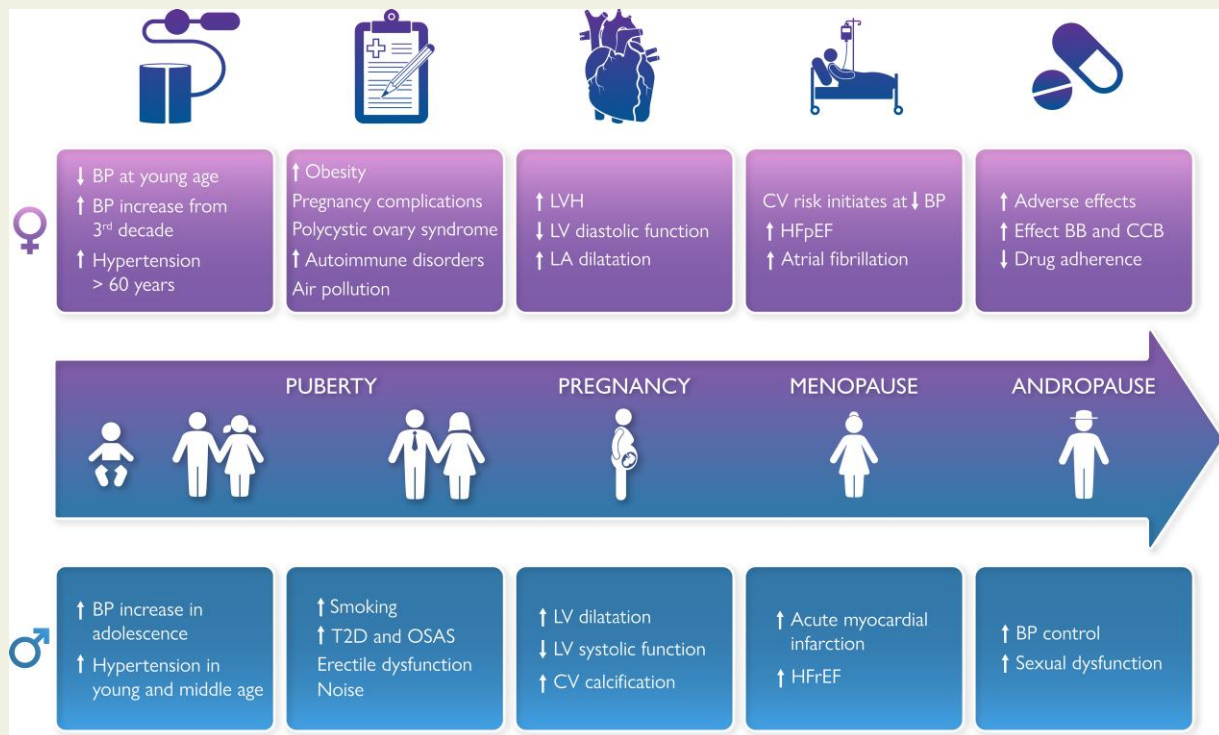 ↓ BP at young age
↑ BP increase from
3rd decade
↑ Hypertension
> 60 years
↑ Obesity
Pregnancy complications
Polycystic ovary syndrome
↑ Autoimmune disorders
Air pollution
↑ LVH
↓ LV diastolic function
↑ LA dilatation
CV risk initiates at ↓ BP
↑ HFpEF
↑ Atrial fibrillation
↑ Adverse effects
↑ Effect BB and CCB
↓ Drug adherence
PUBERTY
PREGNANCY
MENOPAUSE
ANDROPAUSE
↑ BP increase in
adolescence
↑ Hypertension in
young and middle age
↑ Smoking
↑ T2D and OSAS
Erectile dysfunction
Noise
↑ LV dilatation
↓ LV systolic function
↑ CV calcification
↑ Acute myocardial
infarction
↑ HFrEF
↑ BP control
↑ Sexual dysfunction